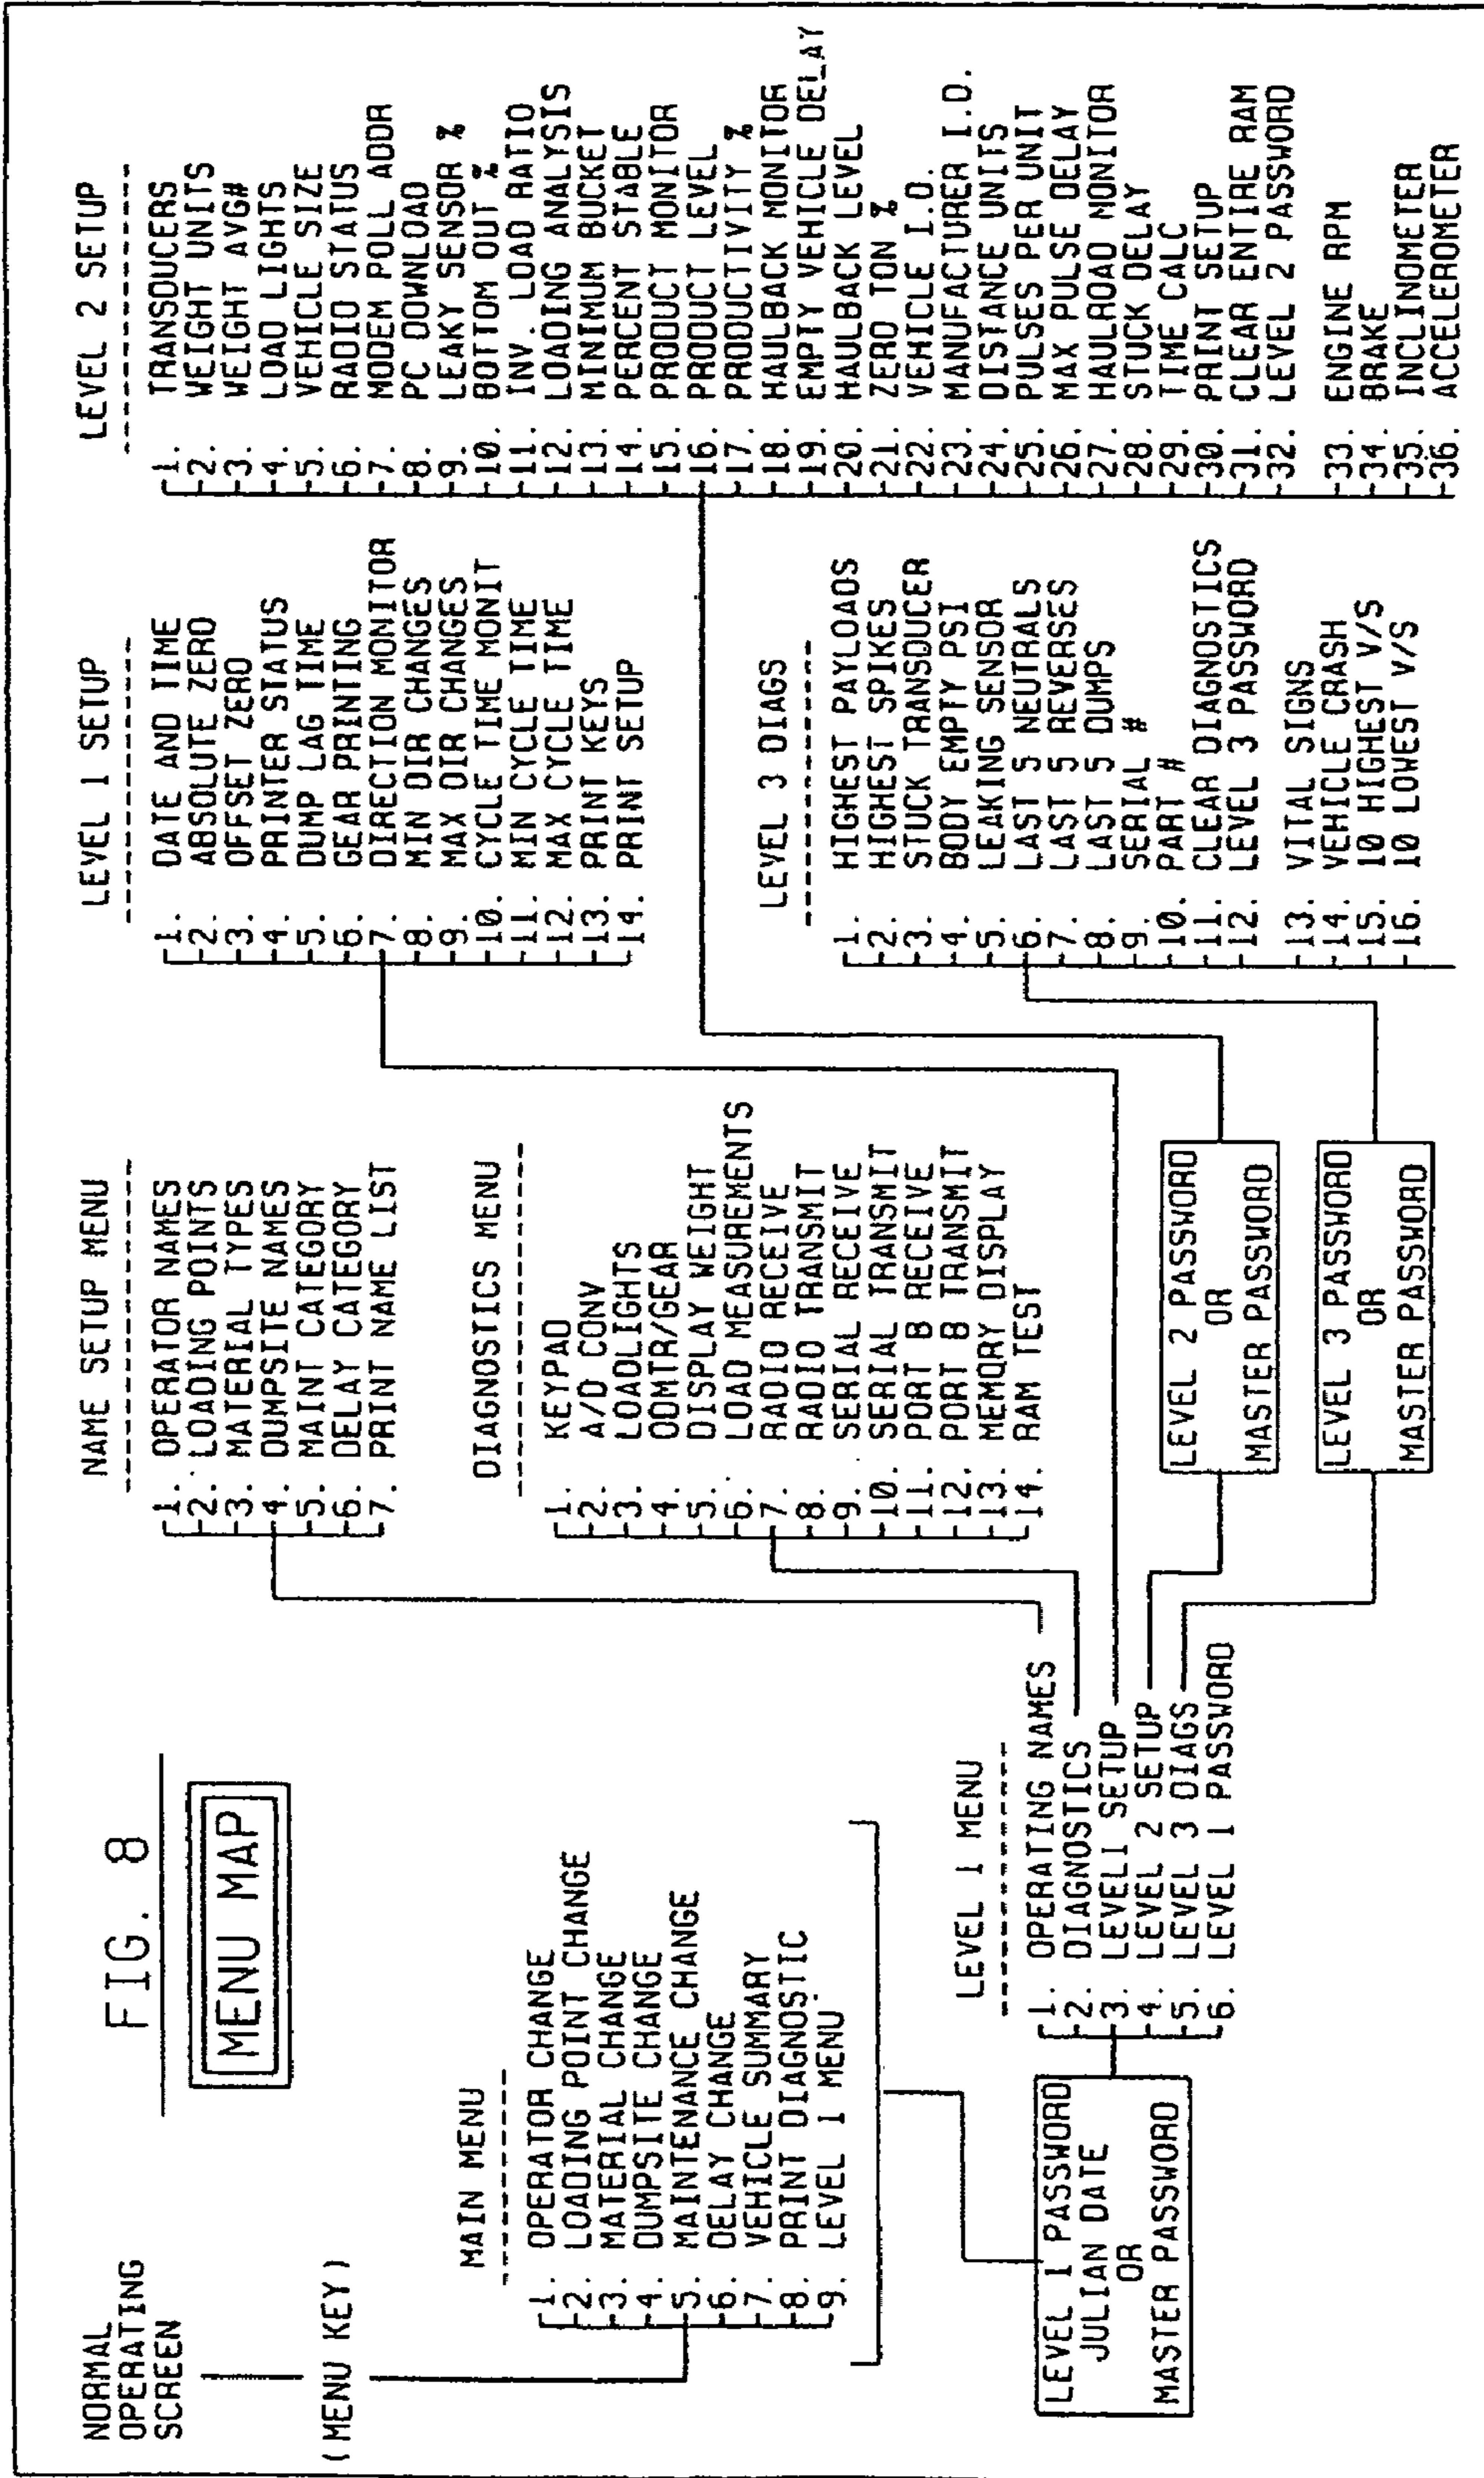 FIG. 8
MENU MAP
NORMAL
OPERATING
SCREEN
(MENU KEY)
MAIN MENU
1. OPERATOR CHANGE
2. LOADING POINT CHANGE
3. MATERIAL CHANGE
4. DUMPSITE CHANGE
5. MAINTENANCE CHANGE
6. DELAY CHANGE
7. VEHICLE SUMMARY
8. PRINT DIAGNOSTIC
9. LEVEL 1 MENU
LEVEL 1 PASSWORD
JULIAN DATE
OR
MASTER PASSWORD
LEVEL 1 MENU
1. OPERATING NAMES
2. DIAGNOSTICS
3. LEVEL1 SETUP
4. LEVEL 2 SETUP
5. LEVEL 3 DIAGS
6. LEVEL 1 PASSWORD
NAME SETUP MENU
1. OPERATOR NAMES
2. LOADING POINTS
3. MATERIAL TYPES
4. DUMPSITE NAMES
5. MAINT CATEGORY
6. DELAY CATEGORY
7. PRINT NAME LIST
DIAGNOSTICS MENU
1. KEYPAD
2. A/D CONV
3. LOADLIGHTS
4. ODMTR/GEAR
5. DISPLAY WEIGHT
6. LOAD MEASUREMENTS
7. RADIO RECEIVE
8. RADIO TRANSMIT
9. SERIAL RECEIVE
10. SERIAL TRANSMIT
11. PORT B RECEIVE
12. PORT B TRANSMIT
13. MEMORY DISPLAY
14. RAM TEST
LEVEL 2 PASSWORD
OR
MASTER PASSWORD
LEVEL 3 PASSWORD
OR
MASTER PASSWORD
LEVEL 1 SETUP
1. DATE AND TIME
2. ABSOLUTE ZERO
3. OFFSET ZERO
4. PRINTER STATUS
5. DUMP LAG TIME
6. GEAR PRINTING
7. DIRECTION MONITOR
8. MIN DIR CHANGES
9. MAX DIR CHANGES
10. CYCLE TIME MONIT
11. MIN CYCLE TIME
12. MAX CYCLE TIME
13. PRINT KEYS
14. PRINT SETUP
LEVEL 3 DIAGS
1. HIGHEST PAYLOADS
2. HIGHEST SPIKES
3. STUCK TRANSDUCER
4. BODY EMPTY PSI
5. LEAKING SENSOR
6. LAST 5 NEUTRALS
7. LAST 5 REVERSES
8. LAST 5 DUMPS
9. SERIAL #
10. PART #
11. CLEAR DIAGNOSTICS
12. LEVEL 3 PASSWORD
13. VITAL SIGNS
14. VEHICLE CRASH
15. 10 HIGHEST V/S
16. 10 LOWEST V/S
LEVEL 2 SETUP
1. TRANSDUCERS
2. WEIGHT UNITS
3. WEIGHT AVG#
4. LOAD LIGHTS
5. VEHICLE SIZE
6. RADIO STATUS
7. MODEM POLL ADDR
8. PC DOWNLOAD
9. LEAKY SENSOR %
10. BOTTOM OUT %
11. INV. LOAD RATIO
12. LOADING ANALYSIS
13. MINIMUM BUCKET
14. PERCENT STABLE
15. PRODUCT MONITOR
16. PRODUCT LEVEL
17. PRODUCTIVITY %
18. HAULBACK MONITOR
19. EMPTY VEHICLE DELAY
20. HAULBACK LEVEL
21. ZERO TON %
22. VEHICLE I.D.
23. MANUFACTURER I.D.
24. DISTANCE UNITS
25. PULSES PER UNIT
26. MAX PULSE DELAY
27. HAULROAD MONITOR
28. STUCK DELAY
29. TIME CALC
30. PRINT SETUP
31. CLEAR ENTIRE RAM
32. LEVEL 2 PASSWORD
33. ENGINE RPM
34. BRAKE
35. INCLINOMETER
36. ACCELEROMETER